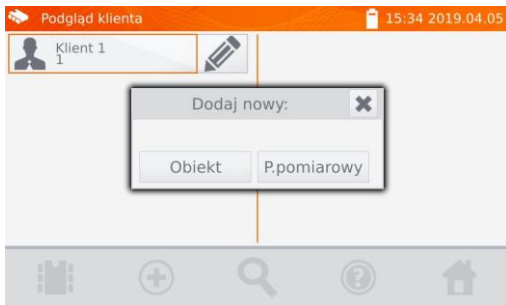 Podgląd klienta
15:34 2019.04.05
Klient 1
1
Dodaj nowy:
Obiekt
P.pomiarowy